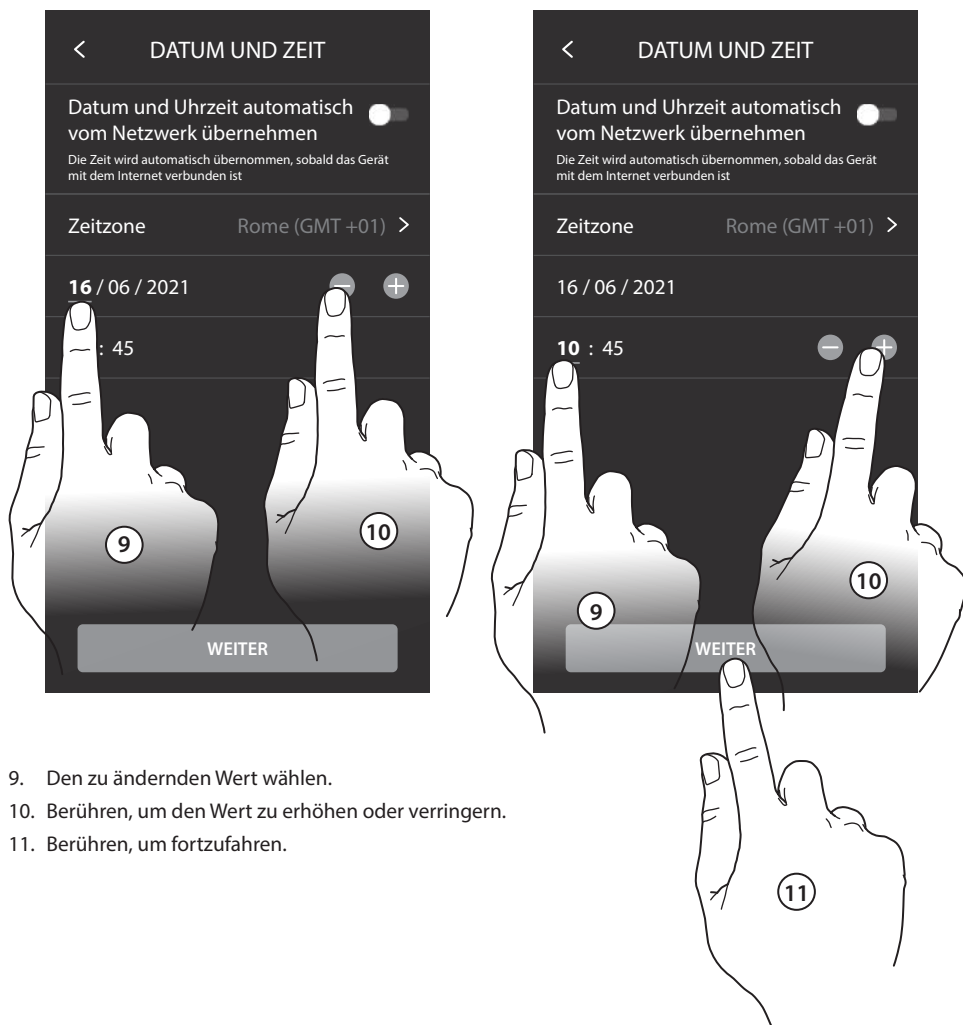 DATUM UND ZEIT
Datum und Uhrzeit automatisch
vom Netzwerk übernehmen
Die Zeit wird automatisch übernommen, sobald das Gerät
mit dem Internet verbunden ist
Zeitzone Rome (GMT +01)
16 / 06 / 2021
: 45
9
10
WEITER
DATUM UND ZEIT
Datum und Uhrzeit automatisch
vom Netzwerk übernehmen
Die Zeit wird automatisch übernommen, sobald das Gerät
mit dem Internet verbunden ist
Zeitzone Rome (GMT +01)
16 / 06 / 2021
10 : 45
10
9
WEITER
11
9. Den zu ändernden Wert wählen.
10. Berühren, um den Wert zu erhöhen oder verringern.
11. Berühren, um fortzufahren.